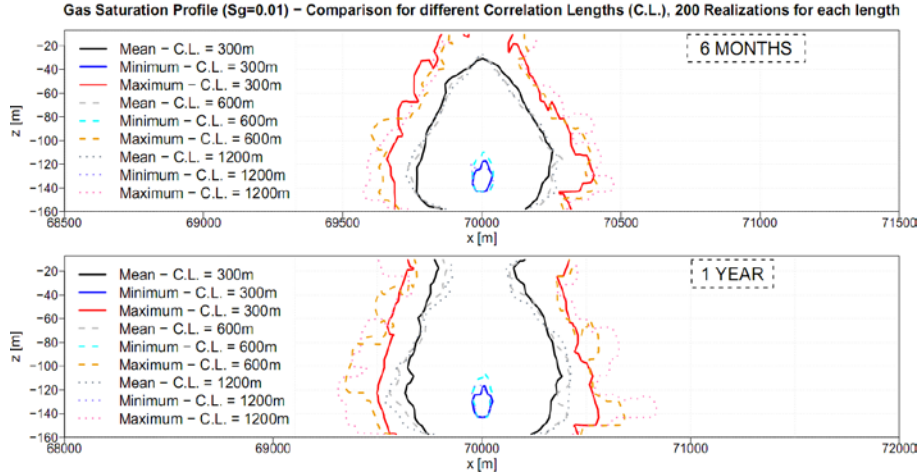 Gas Saturation Profile (Sg=0.01) – Comparison for different Correlation Lengths (C.L.), 200 Realizations for each length
6 MONTHS
Mean – C.L. = 300m
Minimum – C.L. = 300m
Maximum – C.L. = 300m
Mean – C.L. = 600m
Minimum – C.L. = 600m
Maximum – C.L. = 600m
Mean – C.L. = 1200m
Minimum – C.L. = 1200m
Maximum – C.L. = 1200m
z [m]
−20
−40
−60
−80
−100
−120
−140
−160
68500 69000 69500 70000 70500 71000 71500
x [m]
1 YEAR
Mean – C.L. = 300m
Minimum – C.L. = 300m
Maximum – C.L. = 300m
Mean – C.L. = 600m
Minimum – C.L. = 600m
Maximum – C.L. = 600m
Mean – C.L. = 1200m
Minimum – C.L. = 1200m
Maximum – C.L. = 1200m
z [m]
−20
−40
−60
−80
−100
−120
−140
−160
68000 69000 70000 71000 72000
x [m]